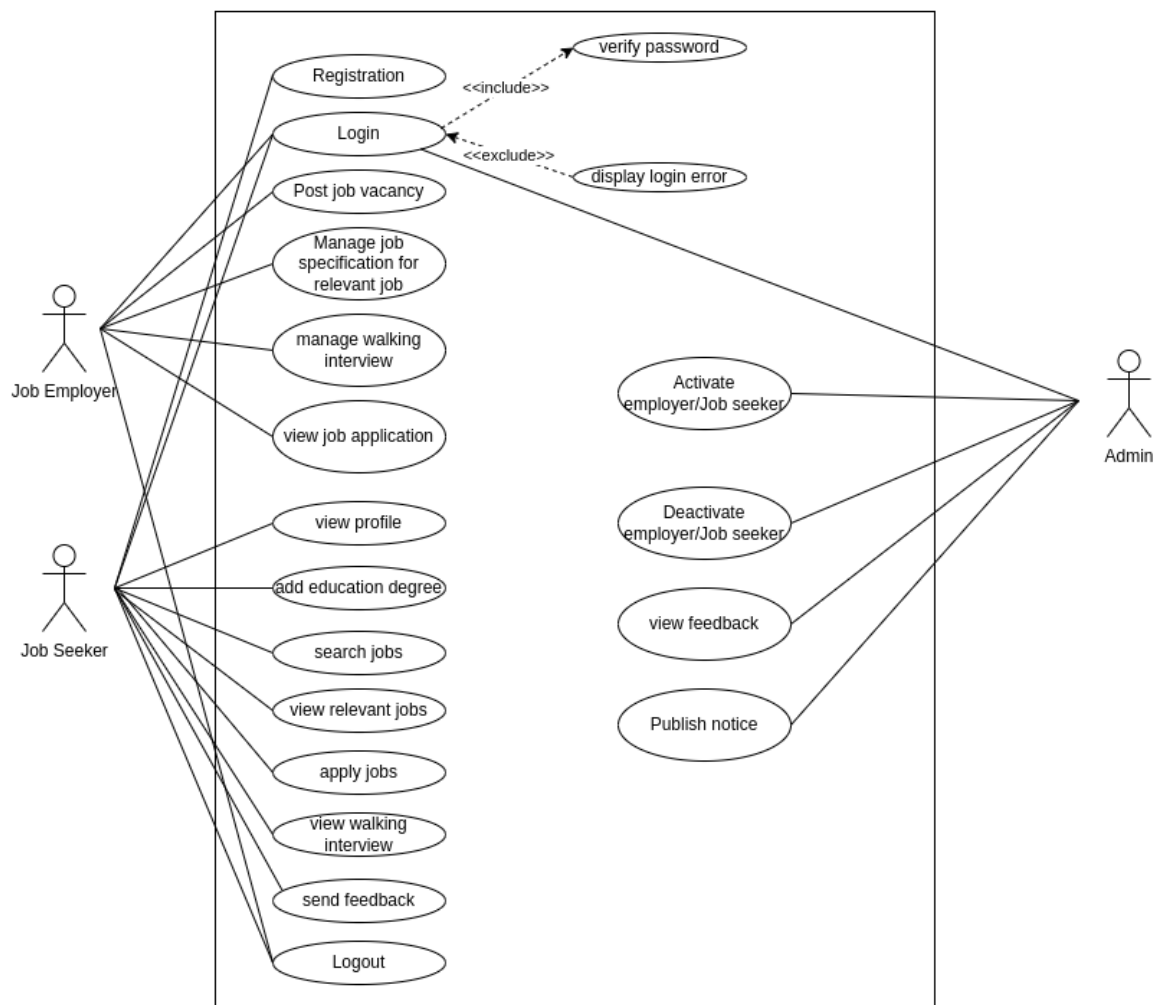 verify password
Registration
<<include>>
Login
<<exclude>>
display login error
Post job vacancy
Manage job
specification for
relevant job
manage walking
interview
Job Employer
Activate
employer/Job seeker
view job application
Admin
view profile
Deactivate
employer/Job seeker
add education degree
Job Seeker
search jobs
view feedback
view relevant jobs
Publish notice
apply jobs
view walking
interview
send feedback
Logout